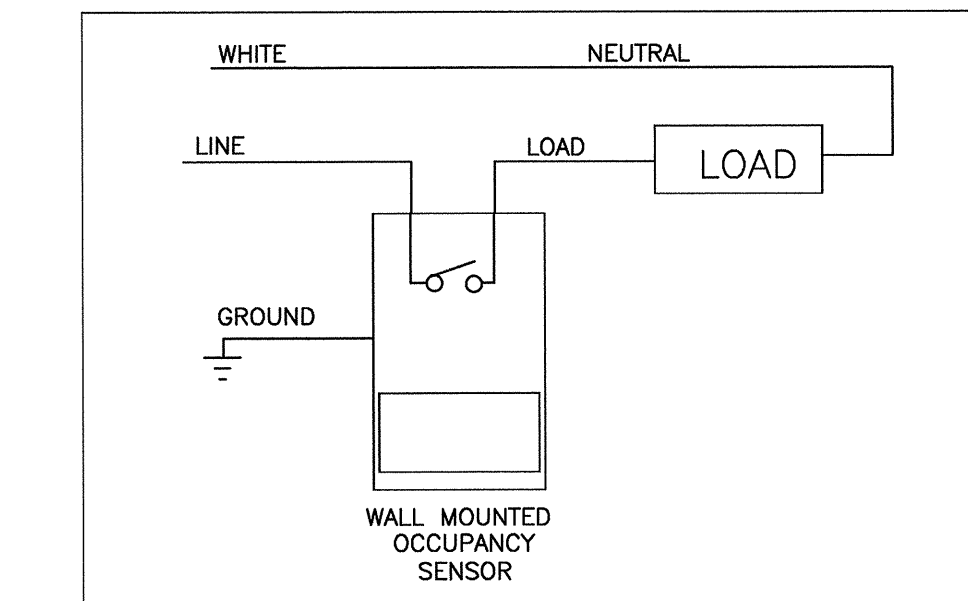 WHITE NEUTRAL
LINE
LOAD
LOAD
GROUND
WALL MOUNTED
OCCUPANCY
SENSOR